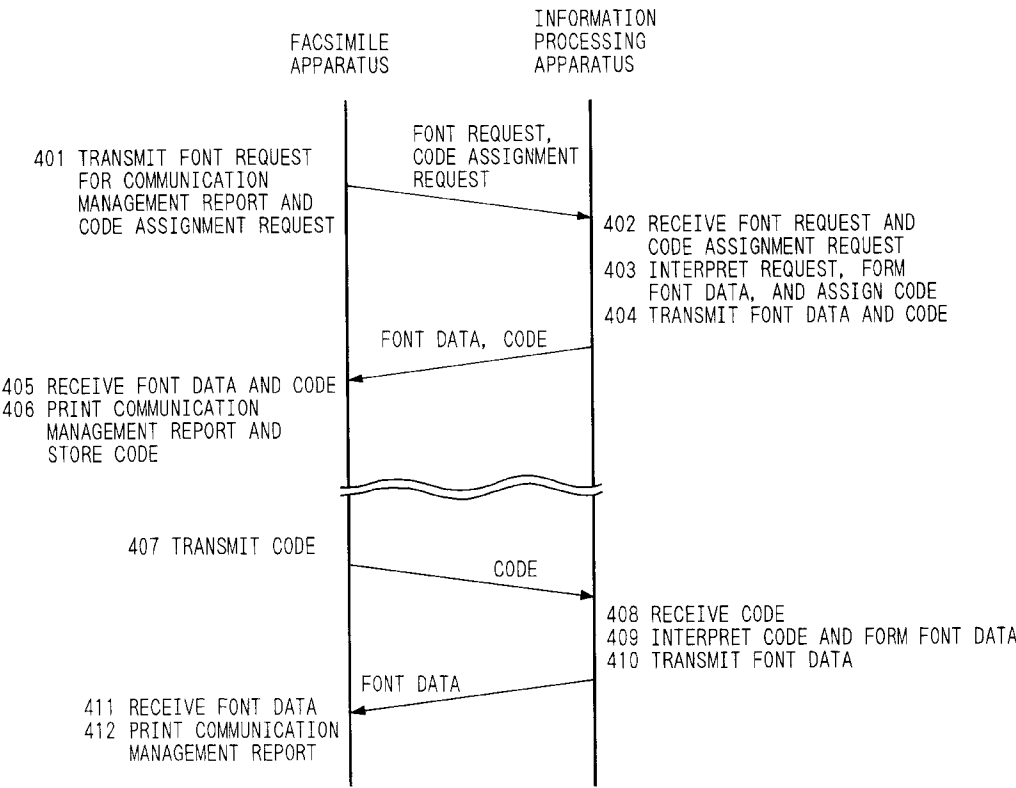 FACSIMILE
APPARATUS
INFORMATION
PROCESSING
APPARATUS
401 TRANSMIT FONT REQUEST
FOR COMMUNICATION
MANAGEMENT REPORT AND
CODE ASSIGNMENT REQUEST
FONT REQUEST,
CODE ASSIGNMENT
REQUEST
402 RECEIVE FONT REQUEST AND
CODE ASSIGNMENT REQUEST
403 INTERPRET REQUEST, FORM
FONT DATA, AND ASSIGN CODE
404 TRANSMIT FONT DATA AND CODE
FONT DATA, CODE
405 RECEIVE FONT DATA AND CODE
406 PRINT COMMUNICATION
MANAGEMENT REPORT AND
STORE CODE
407 TRANSMIT CODE
CODE
408 RECEIVE CODE
409 INTERPRET CODE AND FORM FONT DATA
410 TRANSMIT FONT DATA
FONT DATA
411 RECEIVE FONT DATA
412 PRINT COMMUNICATION
MANAGEMENT REPORT